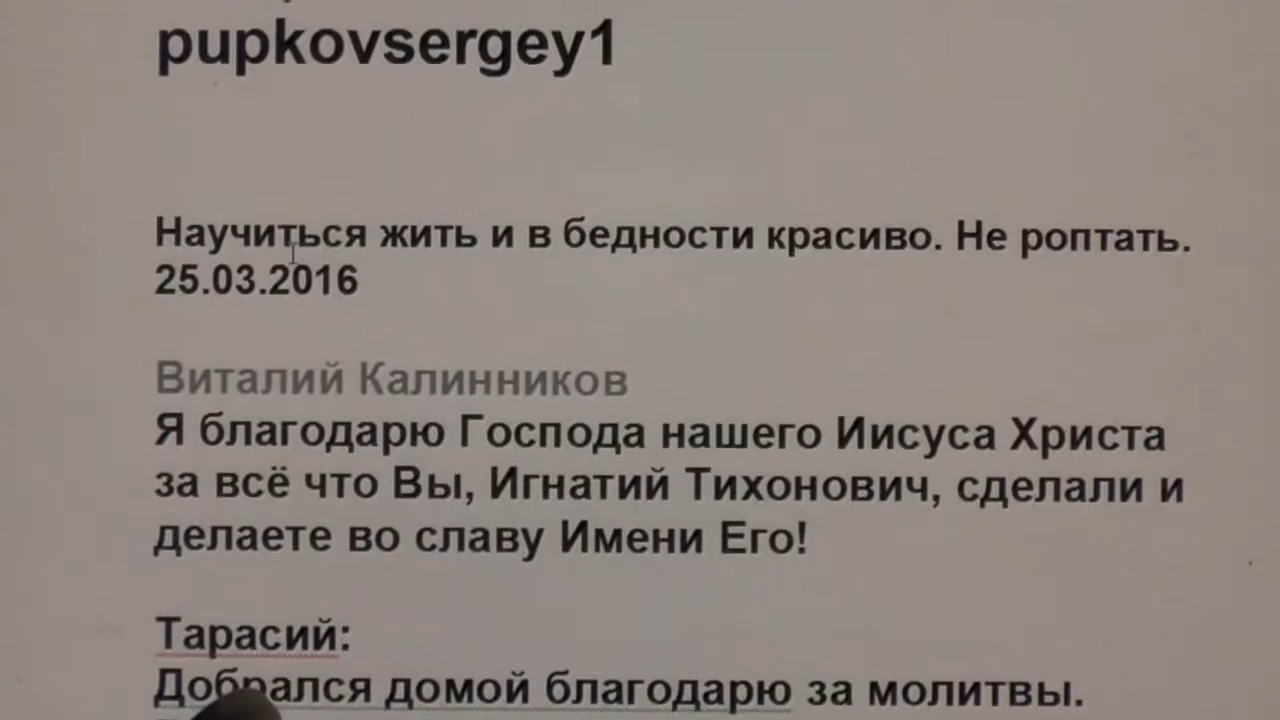 pupkovsergey1
Научиться жить и в бедности красиво. Не роптать.
25.03.2016
Виталий Калинников
Я благодарю Господа нашего Иисуса Христа
за всё что Вы, Игнатий Тихонович, сделали и
делаете во славу Имени Его!
Тарасий:
Добрался домой благодарю за молитвы.